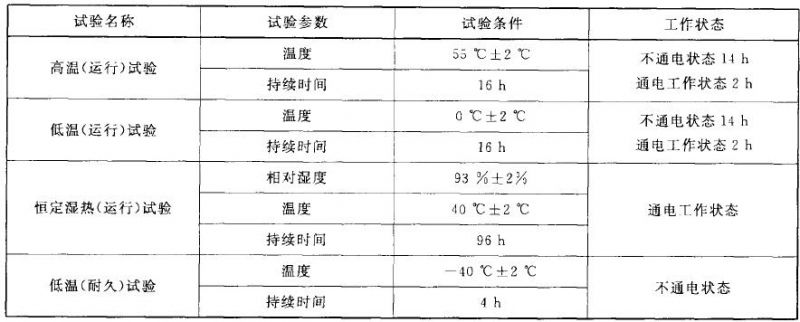 试验名称 试验参数 试验条件 工作状态
高温(运行)试验 温度 55 ℃±2 ℃ 不通电状态 14 h
通电工作状态 2 h
持续时间 16 h
低温(运行)试验 温度 0 ℃±2 ℃ 不通电状态 14 h
通电工作状态 2 h
持续时间 16 h
恒定湿热(运行)试验 相对湿度 93 %±2% 通电工作状态
温度 40 ℃±2 ℃
持续时间 96 h
低温(耐久)试验 温度 －40 ℃±2 ℃ 不通电状态
持续时间 4 h